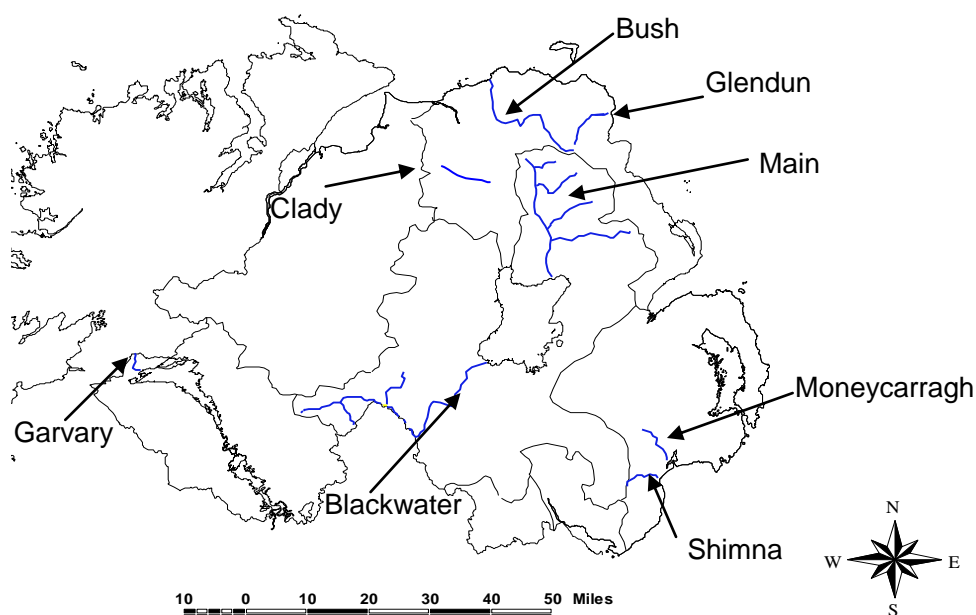 Bush
Glendun
Main
Clady
Moneycarragh
Garvary
Blackwater
Shimna
N
W E
S
10 0 10 20 30 40 50 Miles